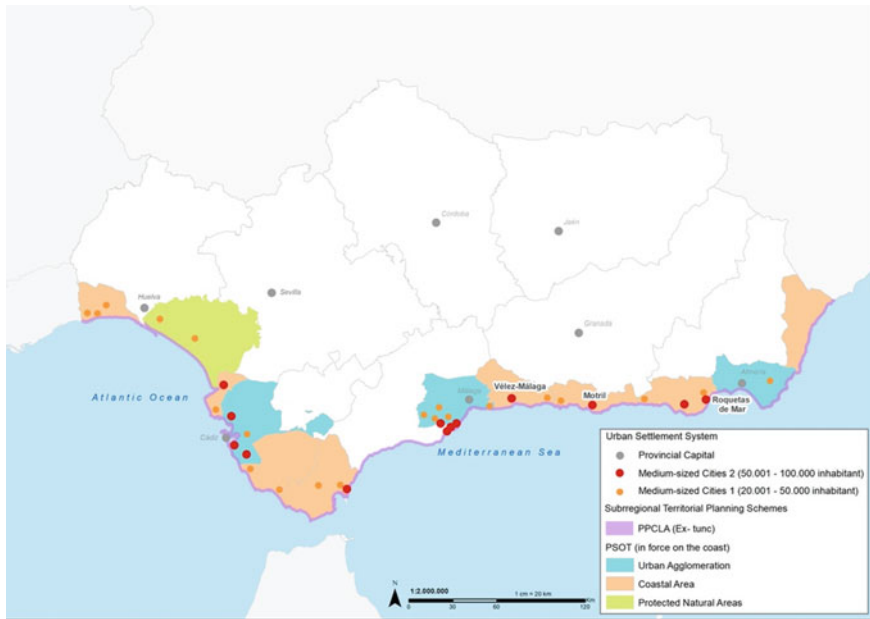 Córdoba
Jaén
Sevilla
Huelva
Granada
Almería
Málaga
Vélez-Málaga
Motril
Roquetas
de Mar
Atlantic Ocean
Cádiz
Mediterranean Sea
Urban Settlement System
Provincial Capital
Medium-sized Cities 2 (50.001 - 100.000 inhabitant)
Medium-sized Cities 1 (20.001 - 50.000 inhabitant)
Subrregional Territorial Planning Schemes
PPCLA (Ex- tunc)
PSOT (in force on the coast)
Urban Agglomeration
Coastal Area
Protected Natural Areas
N
1:2.000.000
1 cm = 20 km
0 30 60 120 Km